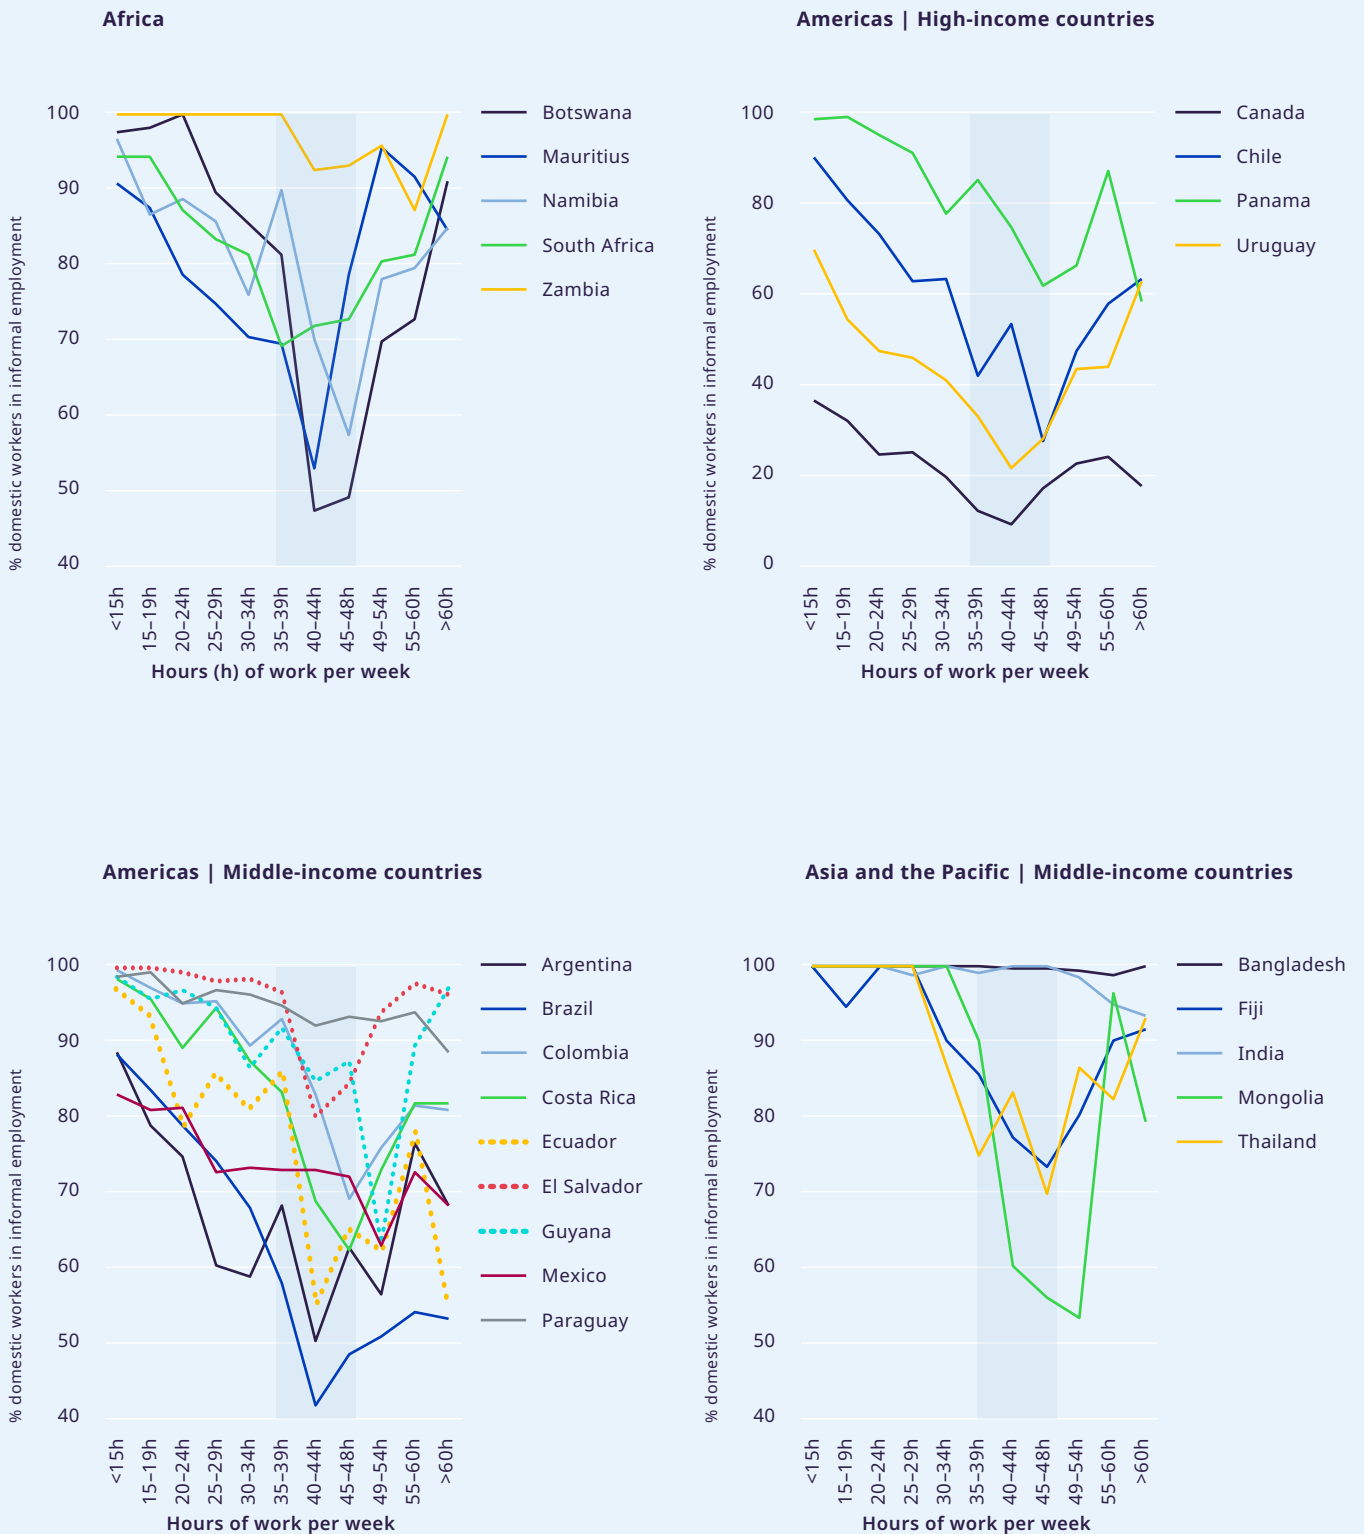 Africa
% domestic workers in informal employment
100
90
80
70
60
50
40
<15h
15–19h
20–24h
25–29h
30–34h
35–39h
40–44h
45–48h
49–54h
55–60h
>60h
Hours (h) of work per week
Botswana
Mauritius
Namibia
South Africa
Zambia
Americas | High-income countries
% domestic workers in informal employment
100
80
60
40
20
0
<15h
15–19h
20–24h
25–29h
30–34h
35–39h
40–44h
45–48h
49–54h
55–60h
>60h
Hours of work per week
Canada
Chile
Panama
Uruguay
Americas | Middle-income countries
% domestic workers in informal employment
100
90
80
70
60
50
40
<15h
15–19h
20–24h
25–29h
30–34h
35–39h
40–44h
45–48h
49–54h
55–60h
>60h
Hours of work per week
Argentina
Brazil
Colombia
Costa Rica
Ecuador
El Salvador
Guyana
Mexico
Paraguay
Asia and the Pacific | Middle-income countries
% domestic workers in informal employment
100
90
80
70
60
50
40
<15h
15–19h
20–24h
25–29h
30–34h
35–39h
40–44h
45–48h
49–54h
55–60h
>60h
Hours of work per week
Bangladesh
Fiji
India
Mongolia
Thailand